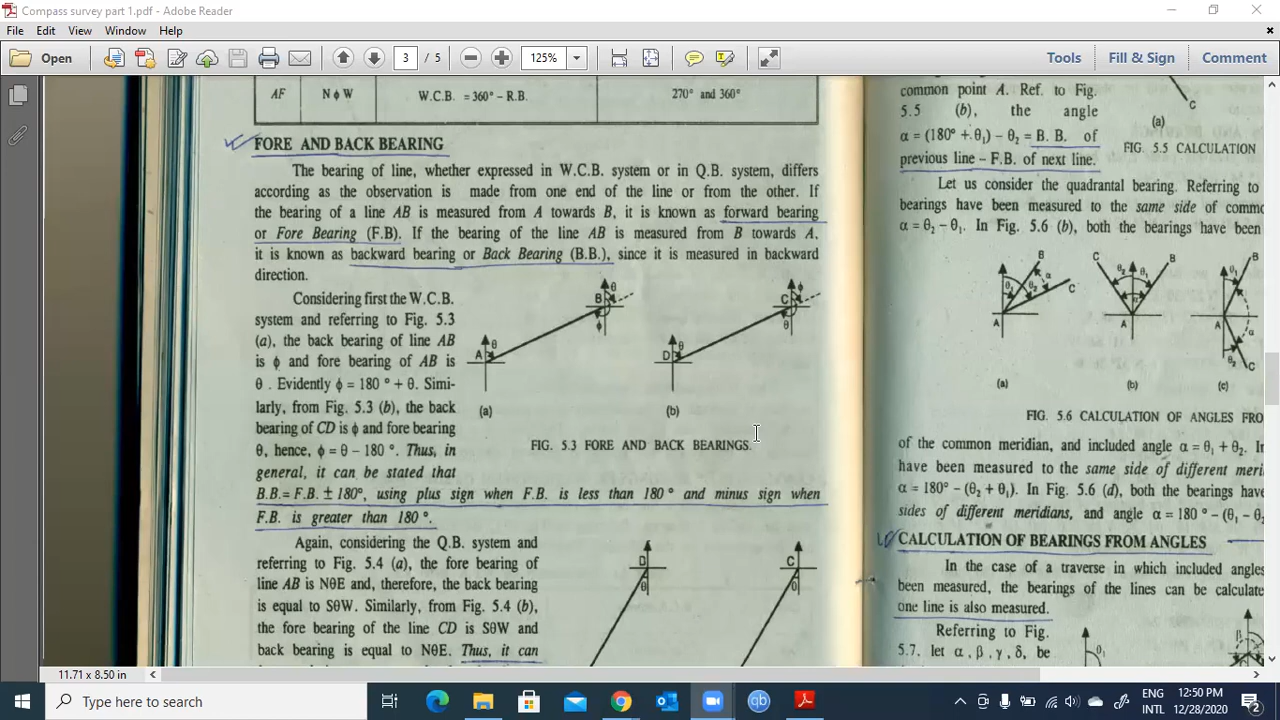 Compass survey part 1.pdf - Adobe Reader
File Edit View Window Help
Open 3 / 5 125% Tools Fill & Sign Comment
AF N ϕ W W.C.B. = 360° – R.B. 270° and 360°
FORE AND BACK BEARING
The bearing of line, whether expressed in W.C.B. system or in Q.B. system, differs
according as the observation is made from one end of the line or from the other. If
the bearing of a line AB is measured from A towards B, it is known as forward bearing
or Fore Bearing (F.B). If the bearing of the line AB is measured from B towards A,
it is known as backward bearing or Back Bearing (B.B.), since it is measured in backward
direction.
Considering first the W.C.B.
system and referring to Fig. 5.3
(a), the back bearing of line AB
is ϕ and fore bearing of AB is
θ . Evidently ϕ = 180 ° + θ. Simi-
larly, from Fig. 5.3 (b), the back
bearing of CD is ϕ and fore bearing
θ, hence, ϕ = θ – 180 °. Thus, in
general, it can be stated that
B.B.= F.B. ± 180°, using plus sign when F.B. is less than 180 ° and minus sign when
F.B. is greater than 180 °.
A θ B θ ϕ
D θ C ϕ θ
(a) (b)
FIG. 5.3 FORE AND BACK BEARINGS.
Again, considering the Q.B. system and
referring to Fig. 5.4 (a), the fore bearing of
line AB is NθE and, therefore, the back bearing
is equal to SθW. Similarly, from Fig. 5.4 (b),
the fore bearing of the line CD is SθW and
back bearing is equal to NθE. Thus, it can
D θ C θ
common point A. Ref. to Fig.
5.5 (b), the angle
α = (180° + θ₁) – θ₂ = B. B. of
previous line – F.B. of next line.
C
(a)
FIG. 5.5 CALCULATION
Let us consider the quadrantal bearing. Referring to
bearings have been measured to the same side of commo
α = θ₂ – θ₁. In Fig. 5.6 (b), both the bearings have been
A B C θ₂ α
C B θ₂ θ₁ α A
θ₁ B A α θ₂ C
(a) (b) (c)
FIG. 5.6 CALCULATION OF ANGLES FRO
of the common meridian, and included angle α = θ₁ + θ₂. In
have been measured to the same side of different meri
α = 180° – (θ₂ + θ₁). In Fig. 5.6 (d), both the bearings have
sides of different meridians, and angle α = 180 ° – (θ₁ – θ₂
CALCULATION OF BEARINGS FROM ANGLES
In the case of a traverse in which included angles
been measured, the bearings of the lines can be calculate
one line is also measured.
Referring to Fig.
5.7, let α , β , γ , δ, be
θ₁ β
11.71 x 8.50 in
Type here to search
ENG 12:50 PM
INTL 12/28/2020
2